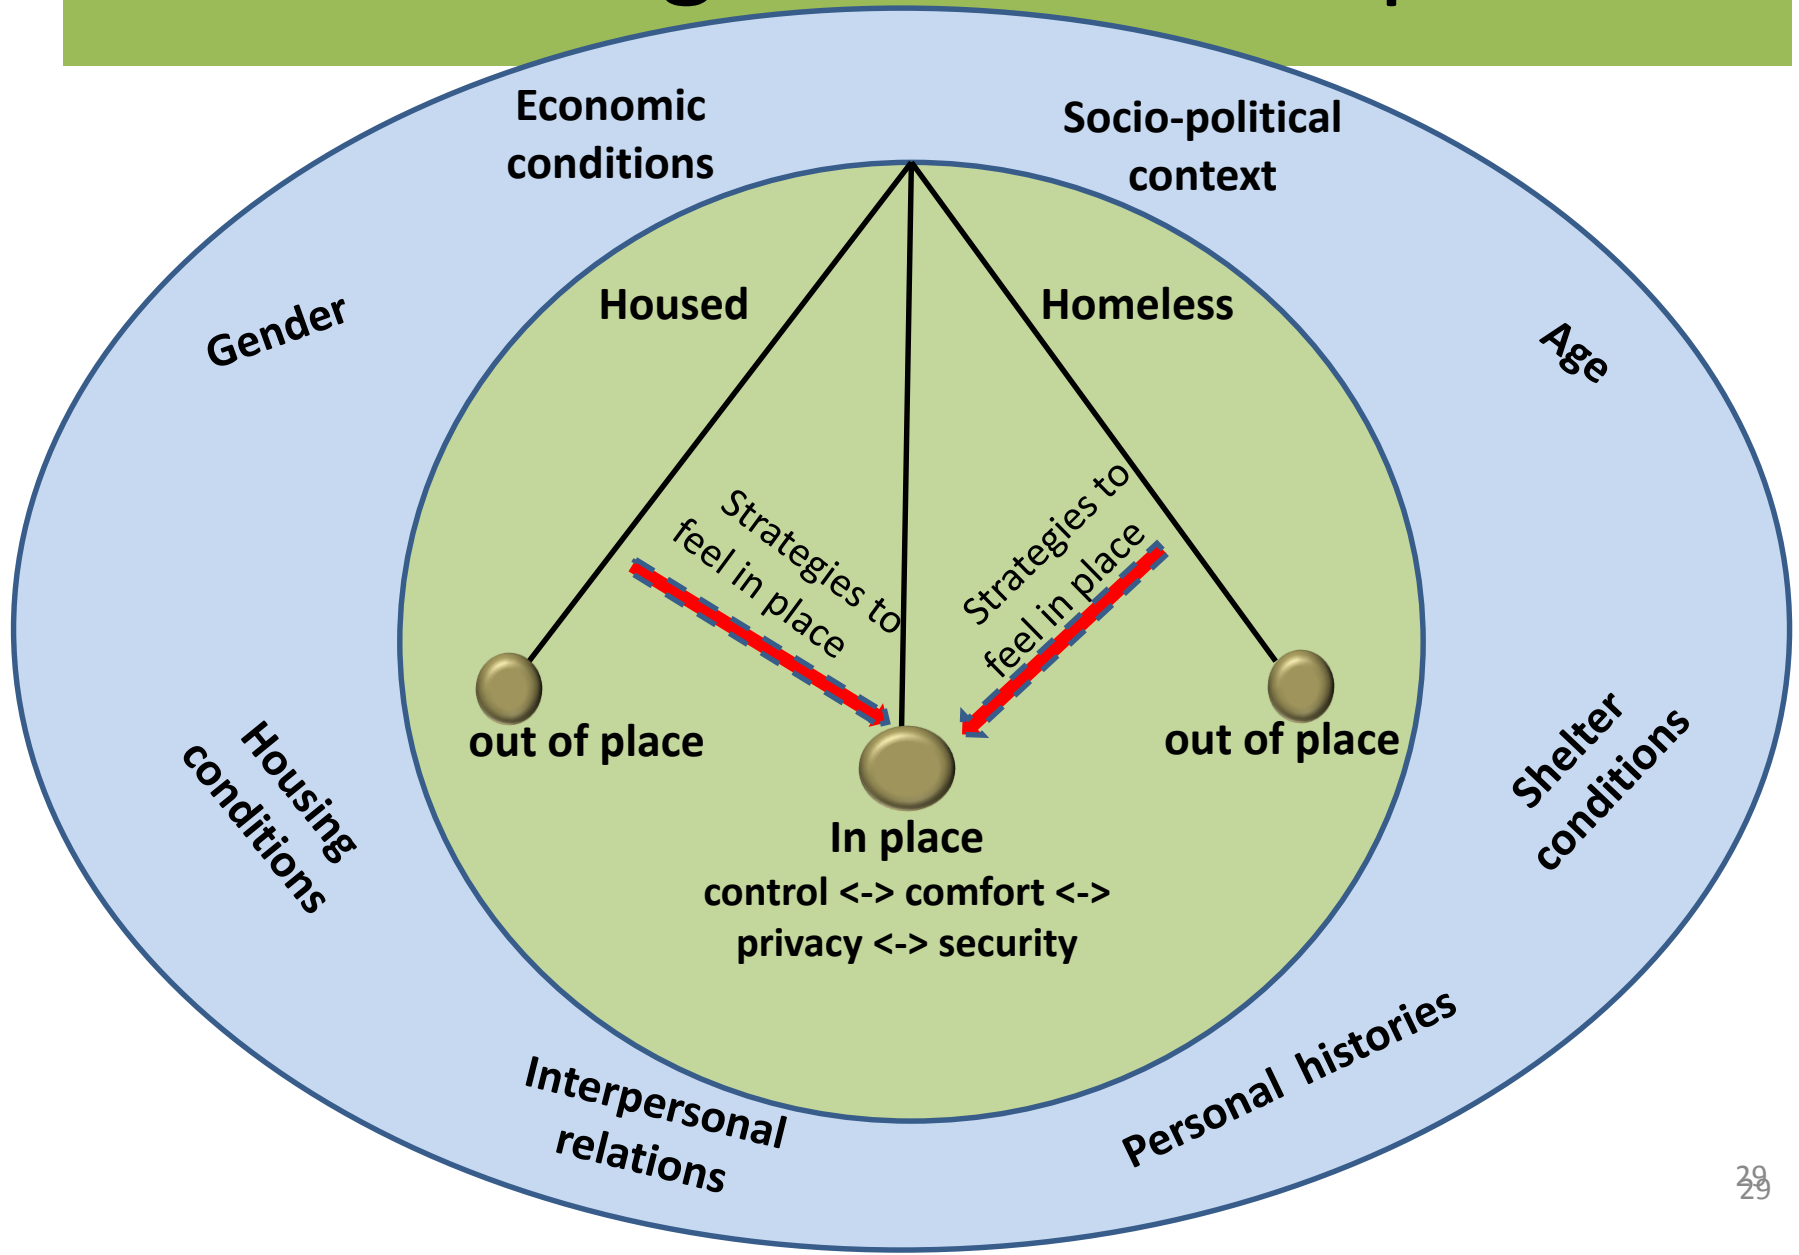 Economic
conditions
Socio-political
context
Gender
Housed
Homeless
Age
Strategies to
feel in place
Strategies to
feel in place
out of place
out of place
In place
control <-> comfort <->
privacy <-> security
Housing
conditions
Shelter
conditions
Interpersonal
relations
Personal histories
29
29